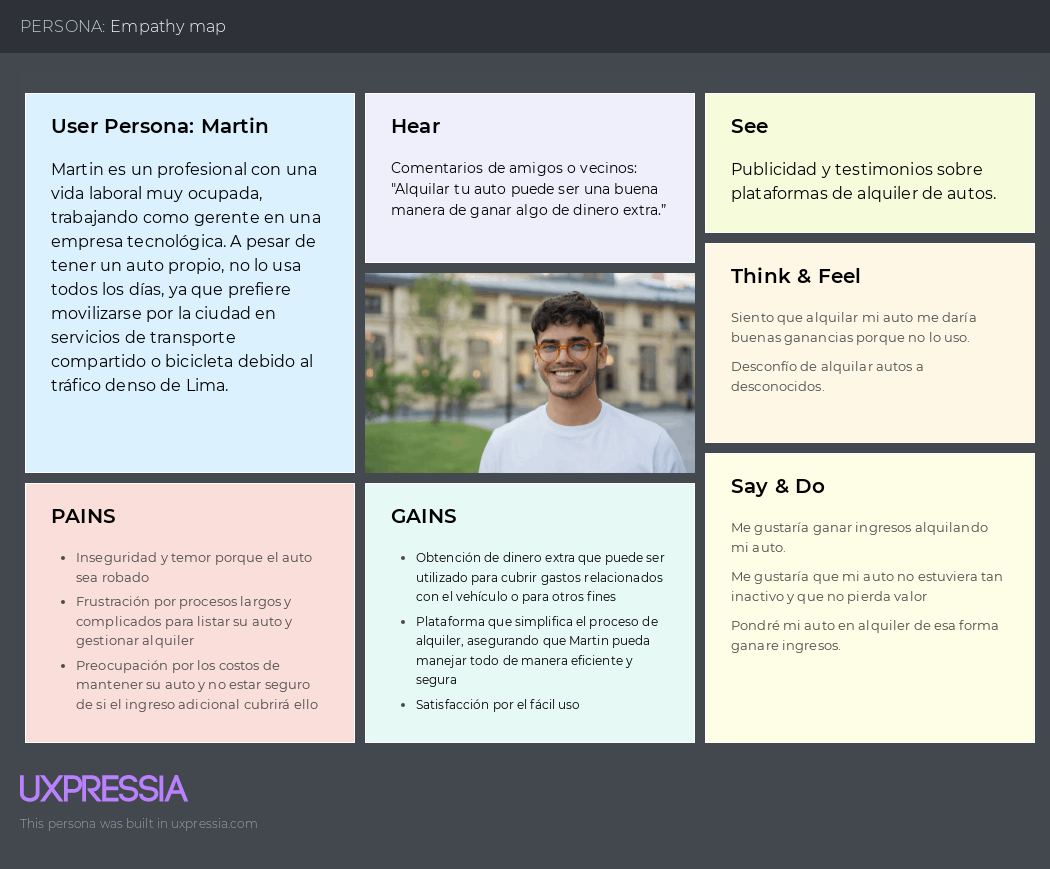 PERSONA: Empathy map
User Persona: Martin
Martin es un profesional con una
vida laboral muy ocupada,
trabajando como gerente en una
empresa tecnológica. A pesar de
tener un auto propio, no lo usa
todos los días, ya que prefiere
movilizarse por la ciudad en
servicios de transporte
compartido o bicicleta debido al
tráfico denso de Lima.
Hear
Comentarios de amigos o vecinos:
"Alquilar tu auto puede ser una buena
manera de ganar algo de dinero extra.”
See
Publicidad y testimonios sobre
plataformas de alquiler de autos.
Think & Feel
Siento que alquilar mi auto me daría
buenas ganancias porque no lo uso.
Desconfío de alquilar autos a
desconocidos.
PAINS
Inseguridad y temor porque el auto
sea robado
Frustración por procesos largos y
complicados para listar su auto y
gestionar alquiler
Preocupación por los costos de
mantener su auto y no estar seguro
de si el ingreso adicional cubrirá ello
GAINS
Obtención de dinero extra que puede ser
utilizado para cubrir gastos relacionados
con el vehículo o para otros fines
Plataforma que simplifica el proceso de
alquiler, asegurando que Martin pueda
manejar todo de manera eficiente y
segura
Satisfacción por el fácil uso
Say & Do
Me gustaría ganar ingresos alquilando
mi auto.
Me gustaría que mi auto no estuviera tan
inactivo y que no pierda valor
Pondré mi auto en alquiler de esa forma
ganare ingresos.
UXPRESSIA
This persona was built in uxpressia.com